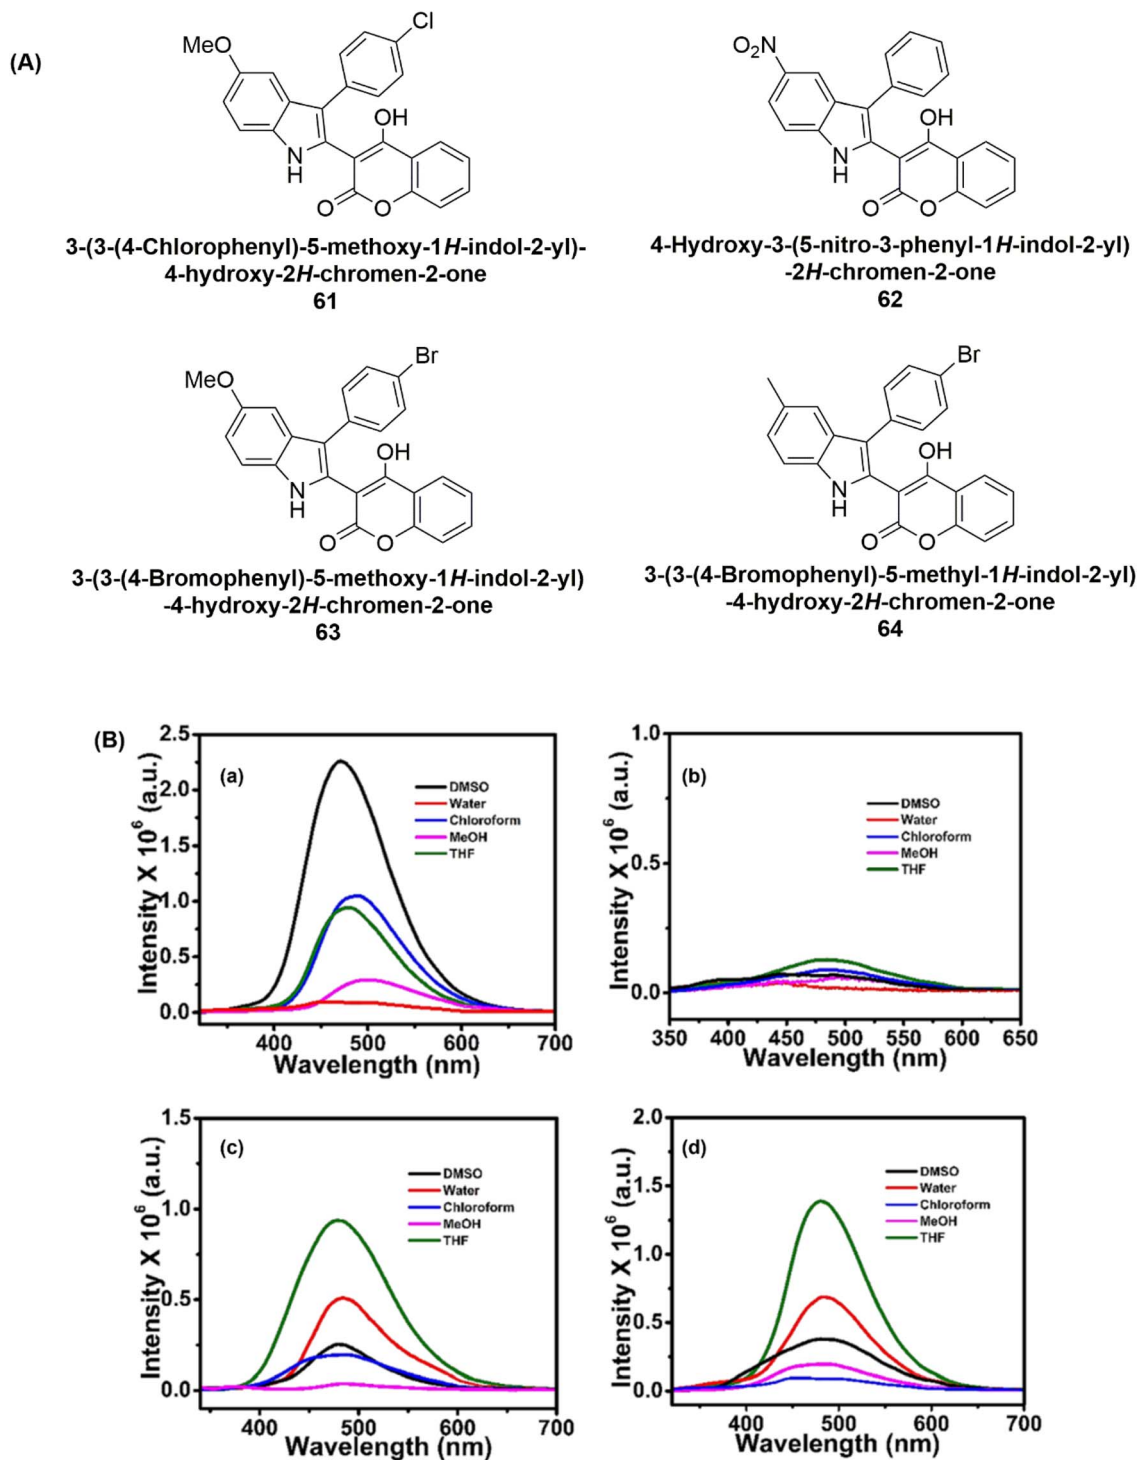 (A)
MeO
Cl
OH
N
H
O
O
3-(3-(4-Chlorophenyl)-5-methoxy-1H-indol-2-yl)-
4-hydroxy-2H-chromen-2-one
61
O₂N
OH
N
H
O
O
4-Hydroxy-3-(5-nitro-3-phenyl-1H-indol-2-yl)
-2H-chromen-2-one
62
MeO
Br
OH
N
H
O
O
3-(3-(4-Bromophenyl)-5-methoxy-1H-indol-2-yl)
-4-hydroxy-2H-chromen-2-one
63
Br
OH
N
H
O
O
3-(3-(4-Bromophenyl)-5-methyl-1H-indol-2-yl)
-4-hydroxy-2H-chromen-2-one
64
(B)
(a)
Intensity X 10⁶ (a.u.)
2.5
2.0
1.5
1.0
0.5
0.0
DMSO
Water
Chloroform
MeOH
THF
400 500 600 700
Wavelength (nm)
(b)
Intensity X 10⁶ (a.u.)
1.0
0.5
0.0
DMSO
Water
Chloroform
MeOH
THF
350 400 450 500 550 600 650
Wavelength (nm)
(c)
Intensity X 10⁶ (a.u.)
1.5
1.0
0.5
0.0
DMSO
Water
Chloroform
MeOH
THF
400 500 600 700
Wavelength (nm)
(d)
Intensity X 10⁶ (a.u.)
2.0
1.5
1.0
0.5
0.0
DMSO
Water
Chloroform
MeOH
THF
400 500 600 700
Wavelength (nm)